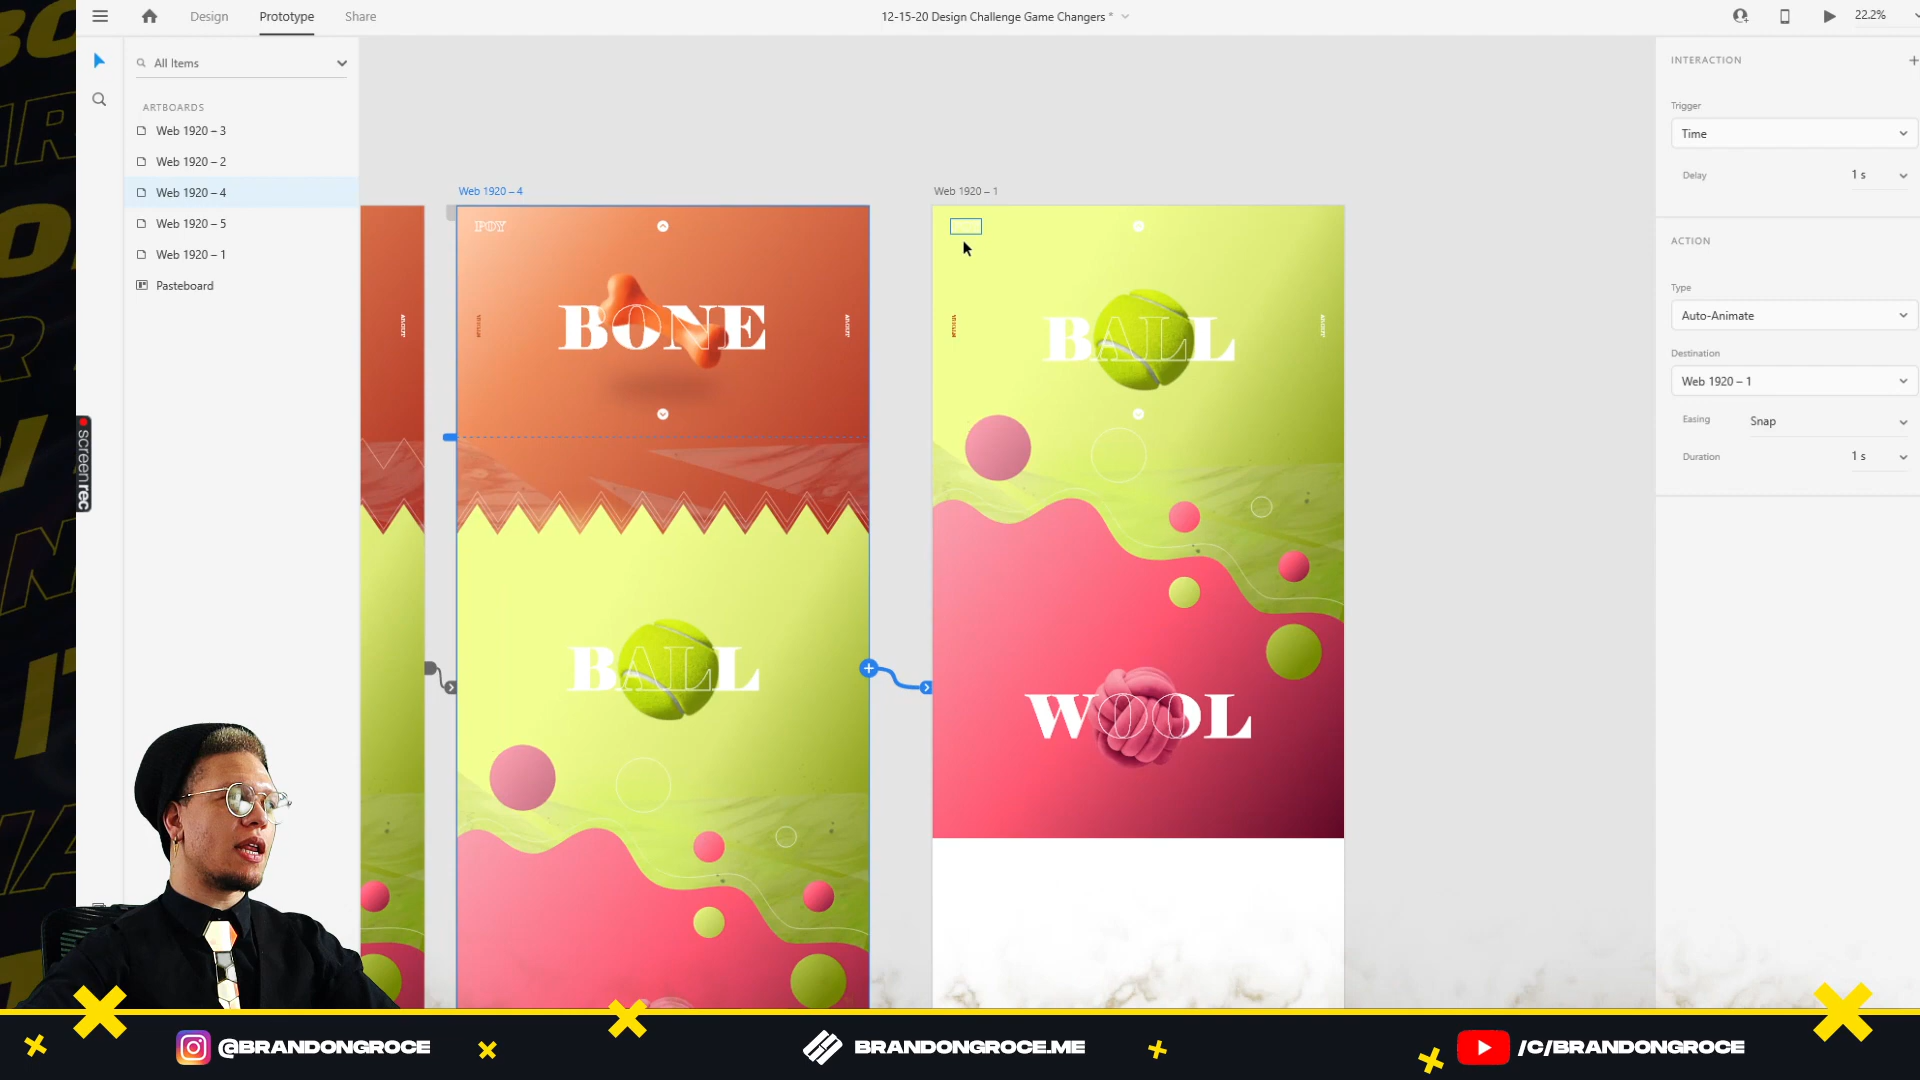 Design
Prototype
Share
12-15-20 Design Challenge Game Changers *
22.2%
All Items
ARTBOARDS
Web 1920 – 3
Web 1920 – 2
Web 1920 – 4
Web 1920 – 5
Web 1920 – 1
Pasteboard
screenrec
Web 1920 – 4
POY
BONE
BALL
Web 1920 – 1
BALL
WOOL
INTERACTION
Trigger
Time
Delay
1 s
ACTION
Type
Auto-Animate
Destination
Web 1920 – 1
Easing
Snap
Duration
1 s
@BRANDONGROCE
BRANDONGROCE.ME
/C/BRANDONGROCE